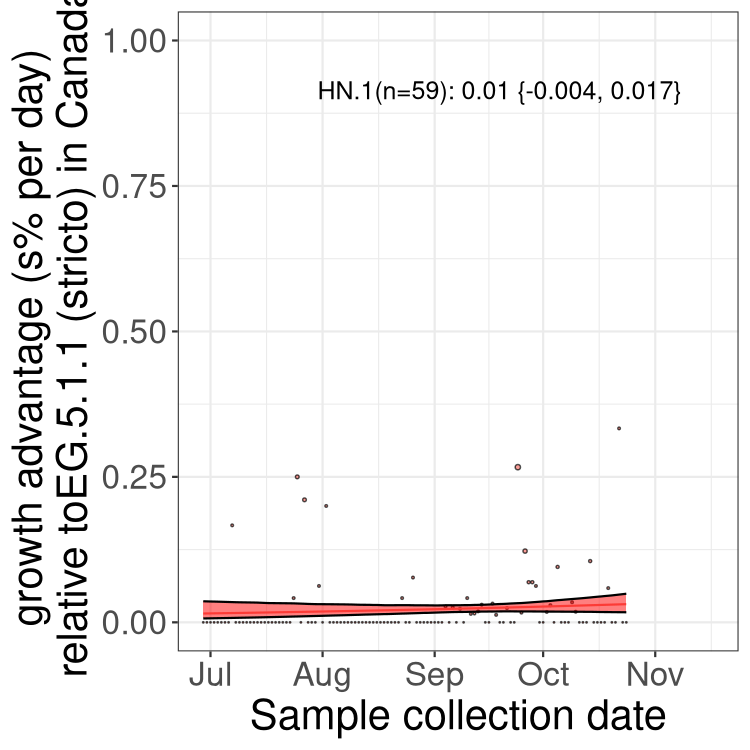 growth advantage (s% per day)
relative toEG.5.1.1 (stricto) in Canada
1.00
0.75
0.50
0.25
0.00
HN.1(n=59): 0.01 {-0.004, 0.017}
Jul Aug Sep Oct Nov
Sample collection date